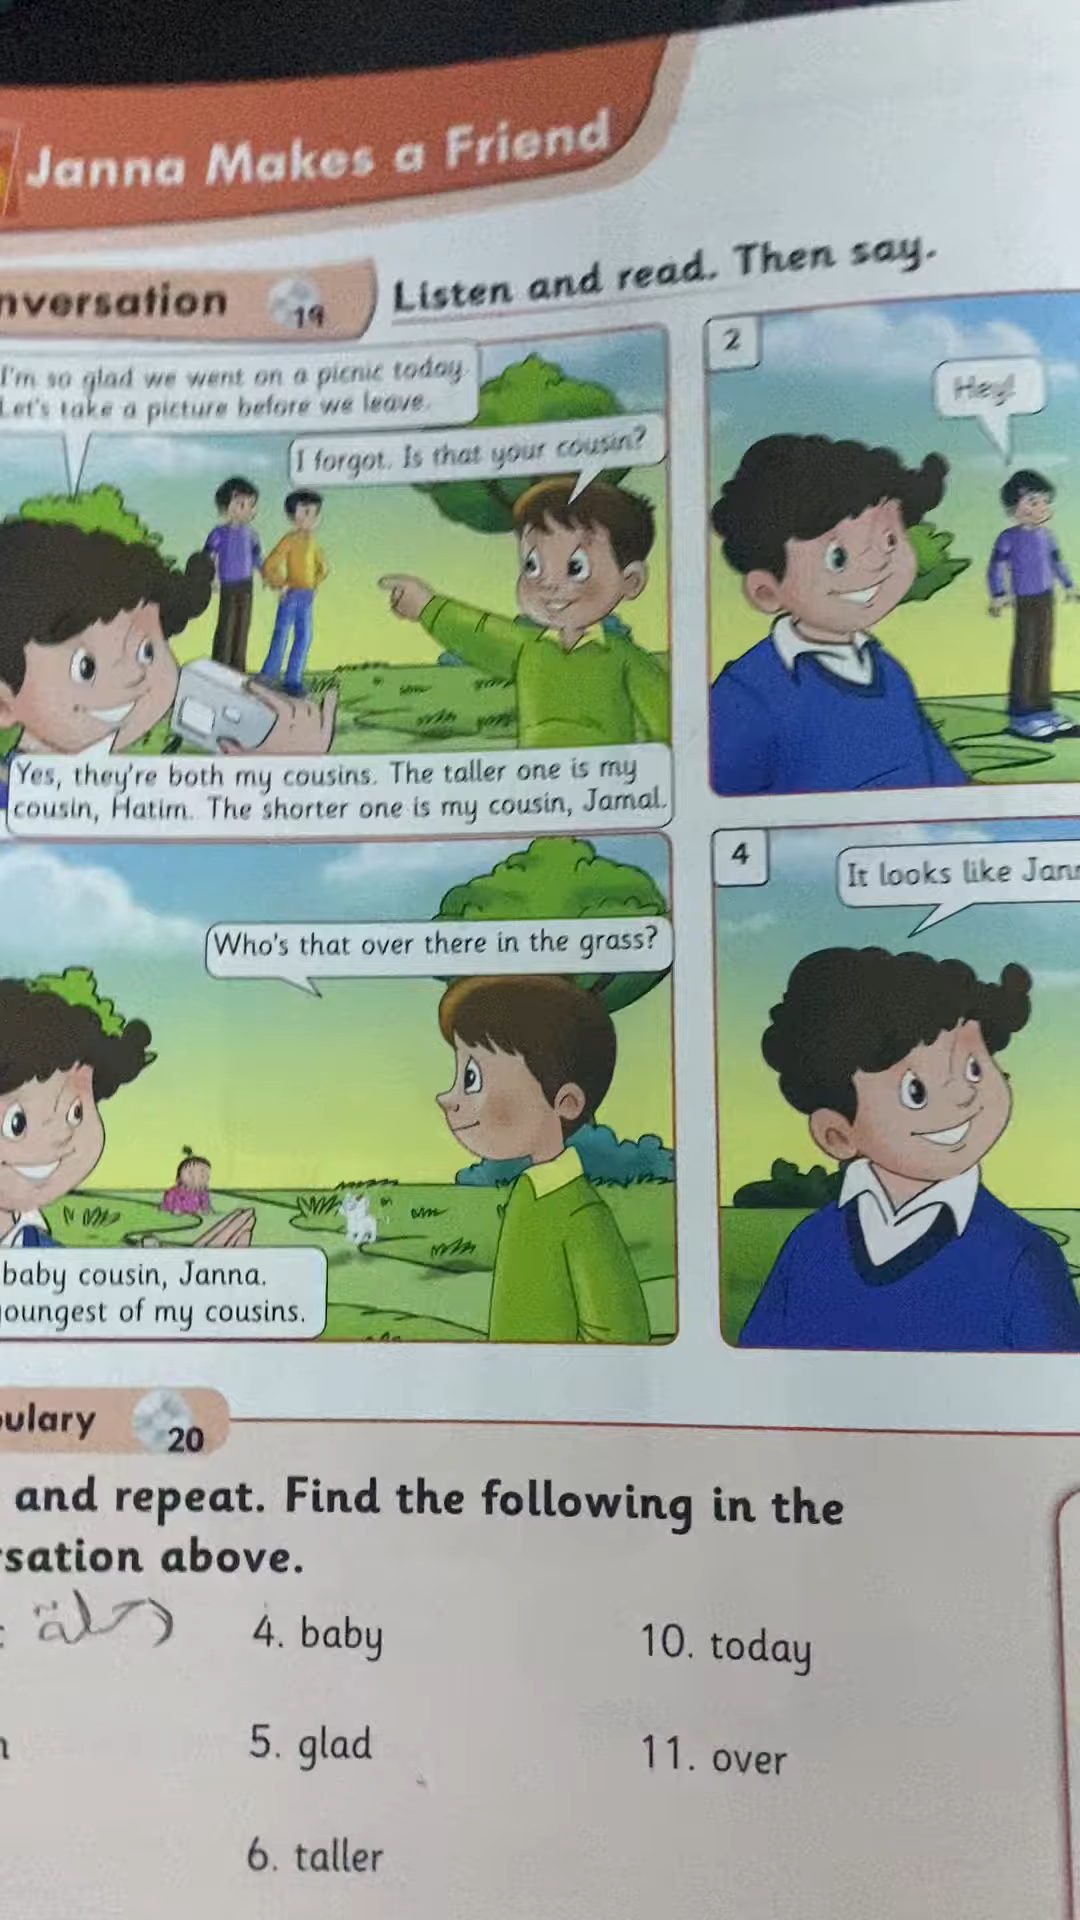 Janna Makes a Friend
nversation 19 Listen and read. Then say.
I'm so glad we went on a picnic today.
Let's take a picture before we leave.
I forgot. Is that your cousin?
Yes, they're both my cousins. The taller one is my
cousin, Hatim. The shorter one is my cousin, Jamal.
2
Hey!
Who's that over there in the grass?
baby cousin, Janna.
oungest of my cousins.
4
It looks like Jann
ulary 20
and repeat. Find the following in the
rsation above.
رحلة
4. baby
5. glad
6. taller
10. today
11. over